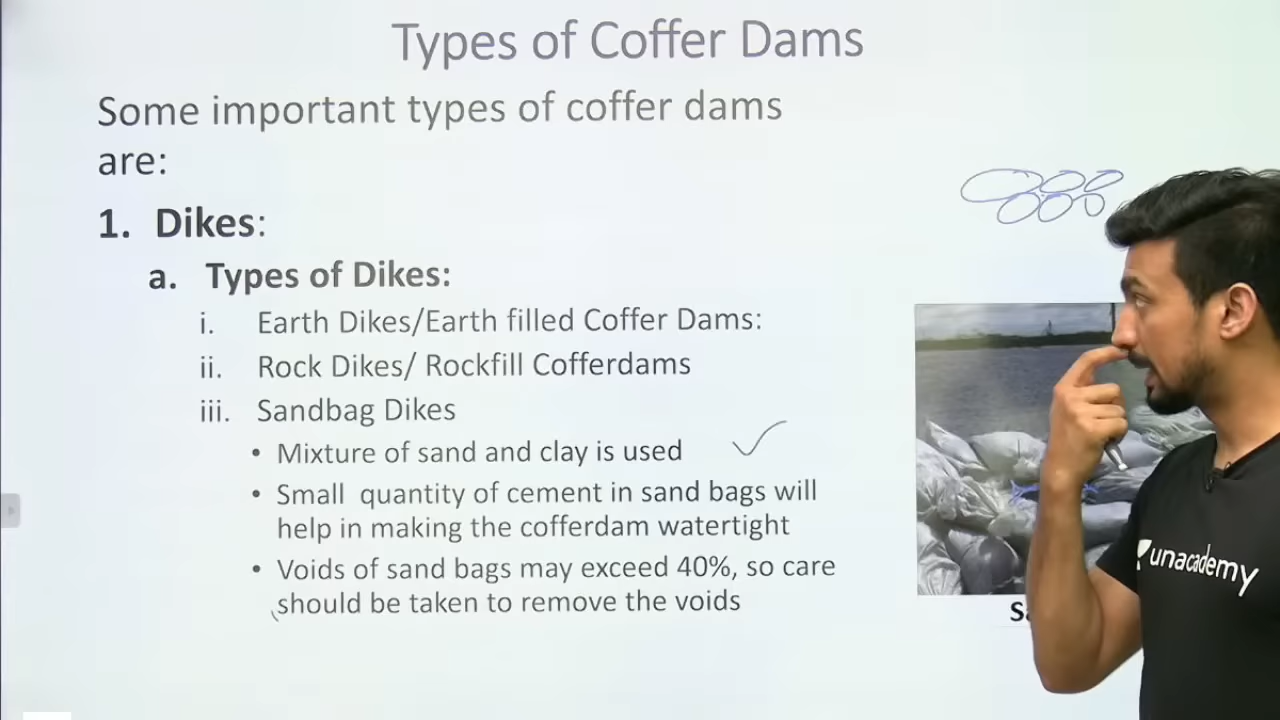 Types of Coffer Dams
Some important types of coffer dams
are:
1. Dikes:
a. Types of Dikes:
i. Earth Dikes/Earth filled Coffer Dams:
ii. Rock Dikes/ Rockfill Cofferdams
iii. Sandbag Dikes
• Mixture of sand and clay is used
• Small quantity of cement in sand bags will
help in making the cofferdam watertight
• Voids of sand bags may exceed 40%, so care
should be taken to remove the voids
unacademy